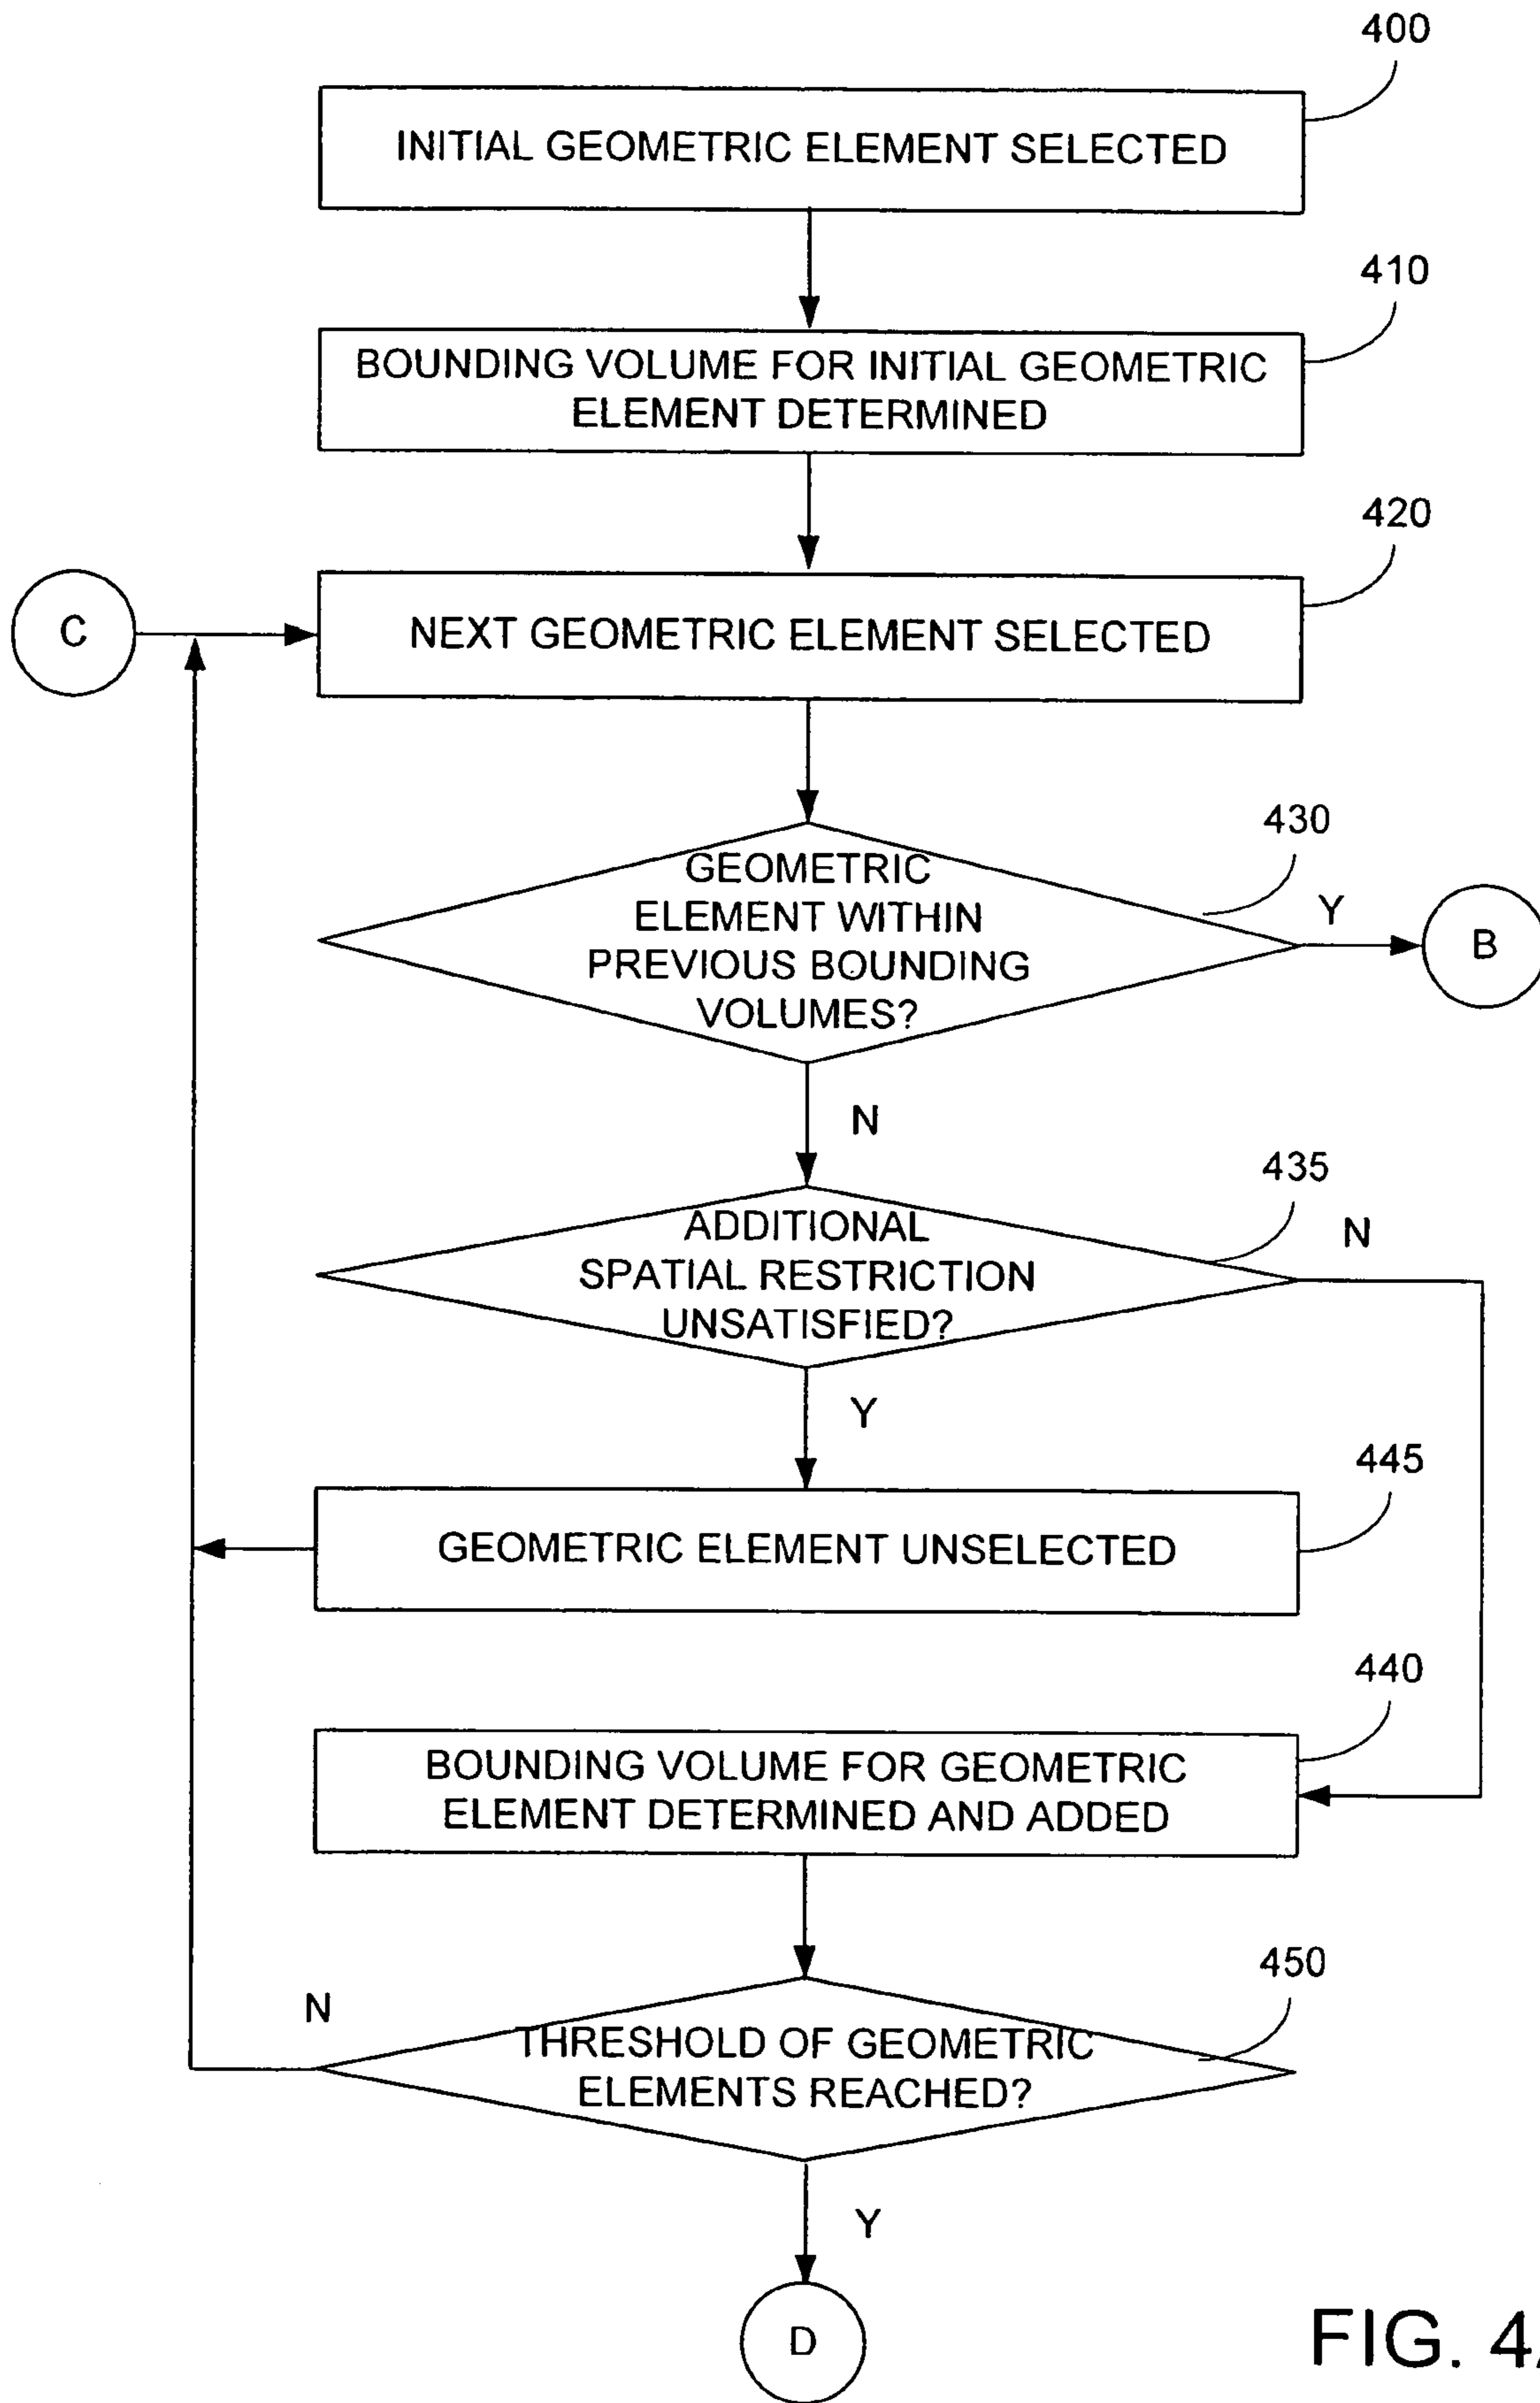 400
INITIAL GEOMETRIC ELEMENT SELECTED
410
BOUNDING VOLUME FOR INITIAL GEOMETRIC
ELEMENT DETERMINED
420
C
NEXT GEOMETRIC ELEMENT SELECTED
430
GEOMETRIC
ELEMENT WITHIN
PREVIOUS BOUNDING
VOLUMES?
Y
B
N
435
ADDITIONAL
SPATIAL RESTRICTION
UNSATISFIED?
N
Y
445
GEOMETRIC ELEMENT UNSELECTED
440
BOUNDING VOLUME FOR GEOMETRIC
ELEMENT DETERMINED AND ADDED
450
N
THRESHOLD OF GEOMETRIC
ELEMENTS REACHED?
Y
D
FIG. 4A